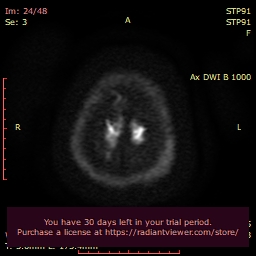 Im: 24/48
Se: 3
A
STP91
STP91
F
Ax DWI B 1000
R
L
You have 30 days left in your trial period.
Purchase a license at https://radiantviewer.com/store/